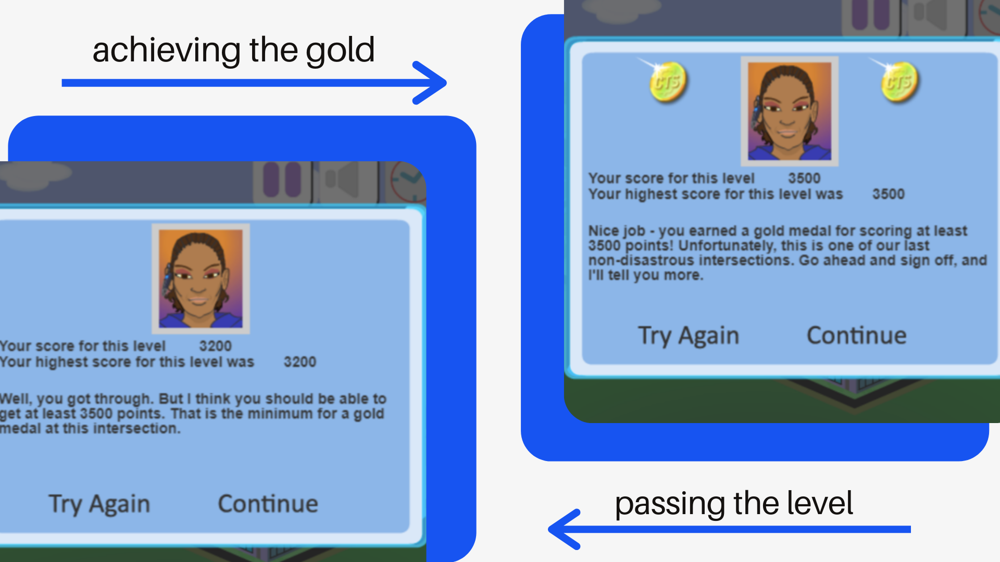 achieving the gold
Your score for this level 3200
Your highest score for this level was 3200
Well, you got through. But I think you should be able to
get at least 3500 points. That is the minimum for a gold
medal at this intersection.
Try Again Continue
CTS CTS
Your score for this level 3500
Your highest score for this level was 3500
Nice job - you earned a gold medal for scoring at least
3500 points! Unfortunately, this is one of our last
non-disastrous intersections. Go ahead and sign off, and
I'll tell you more.
Try Again Continue
passing the level